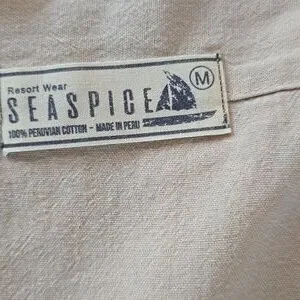 Resort Wear
SEASPICE M
100% PERUVIAN COTTON - MADE IN PERU